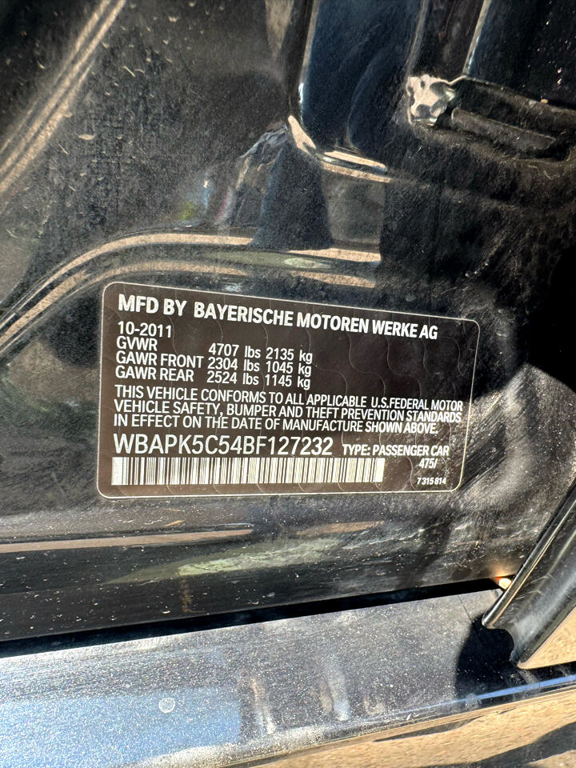 MFD BY BAYERISCHE MOTOREN WERKE AG
10-2011
GVWR 4707 lbs 2135 kg
GAWR FRONT 2304 lbs 1045 kg
GAWR REAR 2524 lbs 1145 kg
THIS VEHICLE CONFORMS TO ALL APPLICABLE U.S.FEDERAL MOTOR
VEHICLE SAFETY, BUMPER AND THEFT PREVENTION STANDARDS
IN EFFECT ON THE DATE OF MANUFACTURE SHOWN ABOVE.
WBAPK5C54BF127232 TYPE: PASSENGER CAR
475/
7 315 814